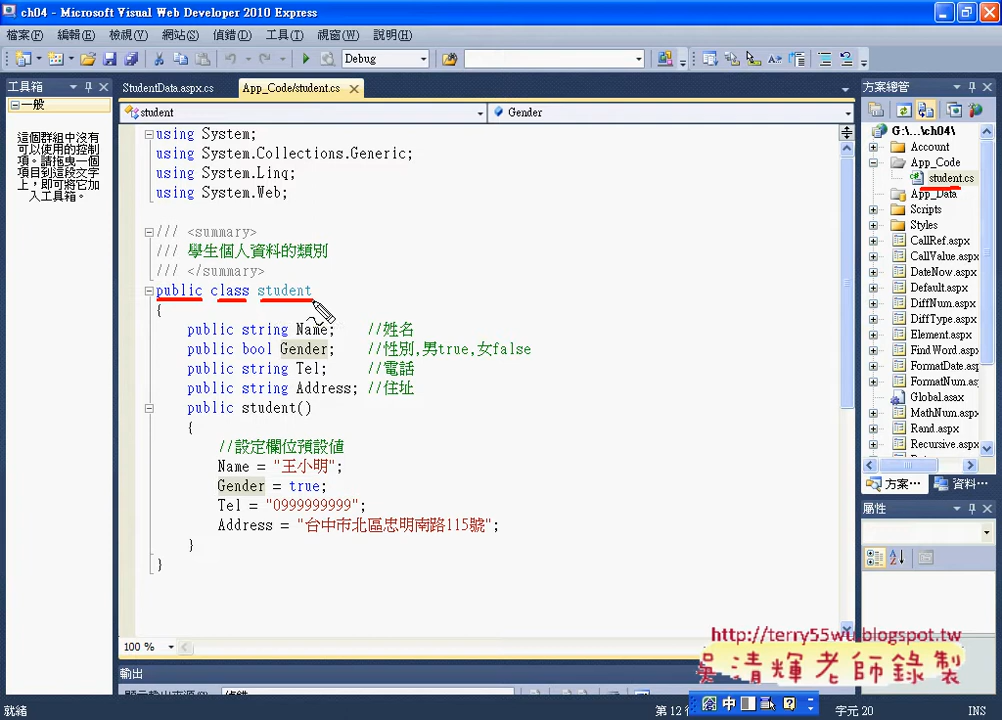 ch04 - Microsoft Visual Web Developer 2010 Express
檔案(F) 編輯(E) 檢視(V) 網站(S) 偵錯(D) 工具(T) 視窗(W) 說明(H)
Debug
工具箱
一般
這個群組中沒有
可以使用的控制
項。請拖曳一個
項目到這段文字
上，即可將它加
入工具箱。
StudentData.aspx.cs App_Code/student.cs
student Gender
using System;
using System.Collections.Generic;
using System.Linq;
using System.Web;
/// <summary>
/// 學生個人資料的類別
/// </summary>
public class student
{
public string Name; //姓名
public bool Gender; //性別,男true,女false
public string Tel; //電話
public string Address; //住址
public student()
{
//設定欄位預設值
Name = "王小明";
Gender = true;
Tel = "0999999999";
Address = "台中市北區忠明南路115號";
}
}
100 %
輸出
方案總管
G:\...\ch04\
Account
App_Code
student.cs
App_Data
Scripts
Styles
CallRef.aspx
CallValue.aspx
DateNow.aspx
Default.aspx
DiffNum.aspx
DiffType.aspx
Element.aspx
FindWord.aspx
FormatDate.asp
FormatNum.as
Global.asax
MathNum.aspx
Rand.aspx
Recursive.aspx
方案⋯ 資料⋯
屬性
http://terry55wu.blogspot.tw
吳清輝老師錄製
中
就緒
第 12 行
字元 20
INS